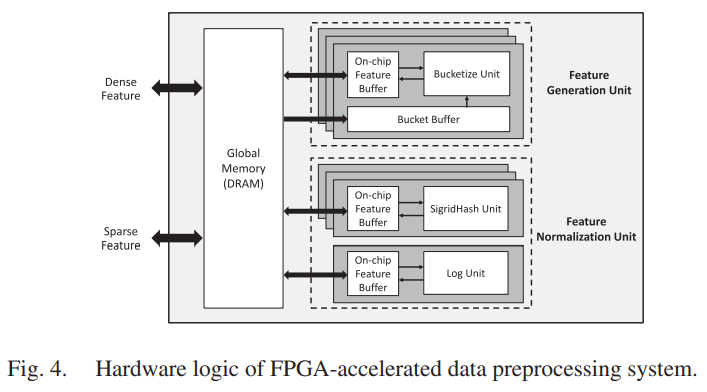 Dense
Feature
Sparse
Feature
Global
Memory
(DRAM)
On-chip
Feature
Buffer
Bucketize Unit
Bucket Buffer
Feature
Generation Unit
On-chip
Feature
Buffer
SigridHash Unit
On-chip
Feature
Buffer
Log Unit
Feature
Normalization Unit
Fig. 4. Hardware logic of FPGA-accelerated data preprocessing system.